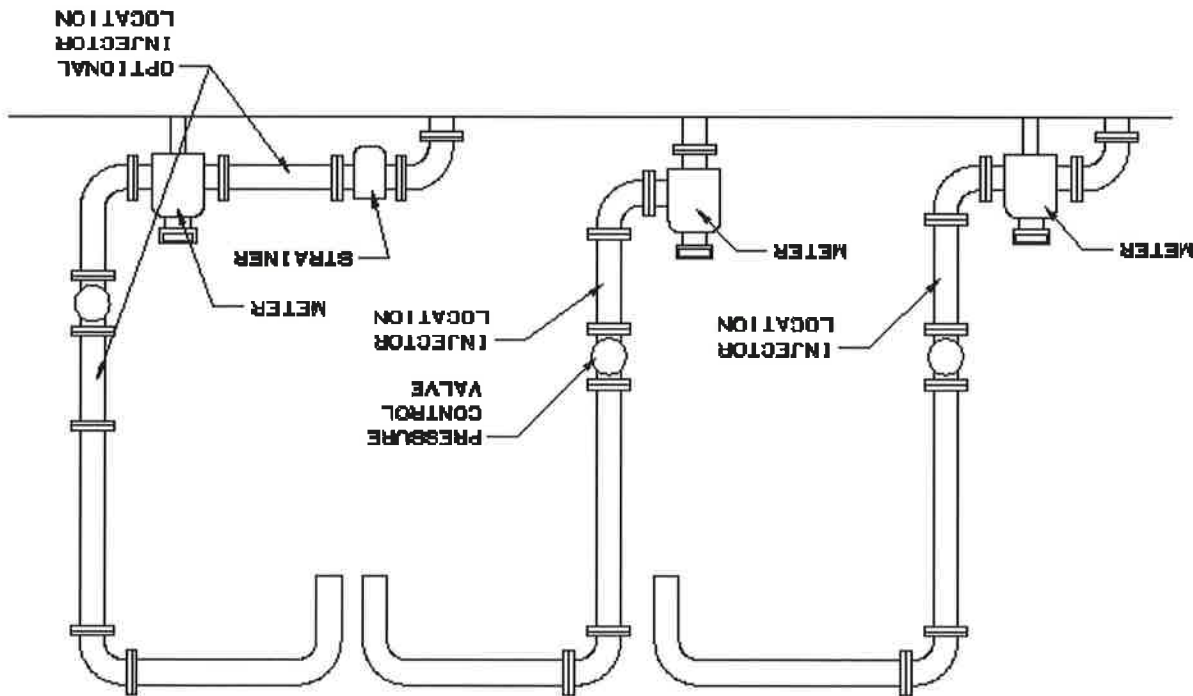 PRESSURE
CONTROL
VALVE
INJECTOR
LOCATION
INJECTOR
LOCATION
METER
STRAINER
METER
METER
OPTIONAL
INJECTOR
LOCATION